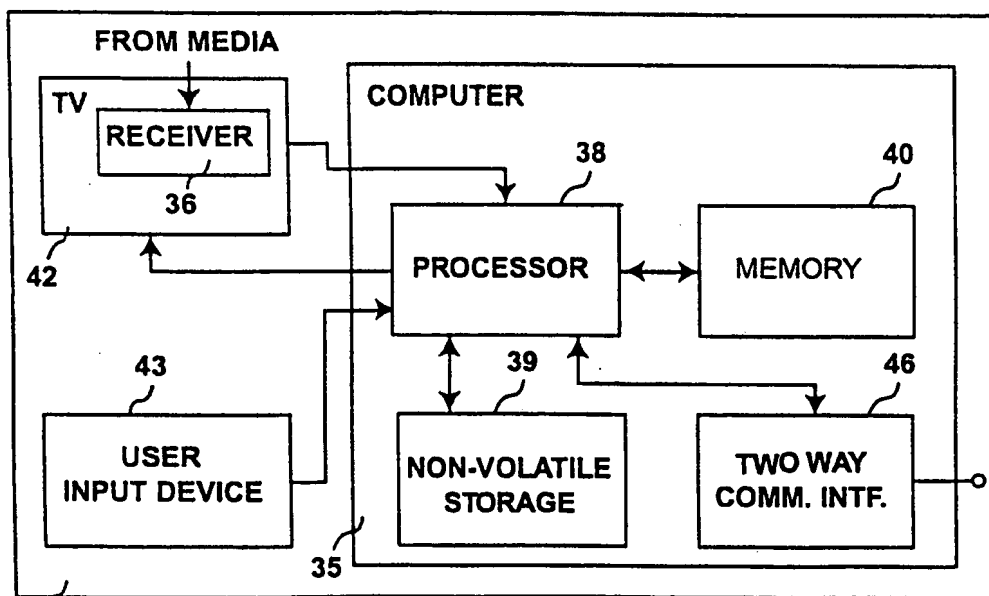 FROM MEDIA
TV
RECEIVER
36
42
COMPUTER
38
PROCESSOR
40
MEMORY
43
USER
INPUT DEVICE
39
NON-VOLATILE
STORAGE
46
TWO WAY
COMM. INTF.
35